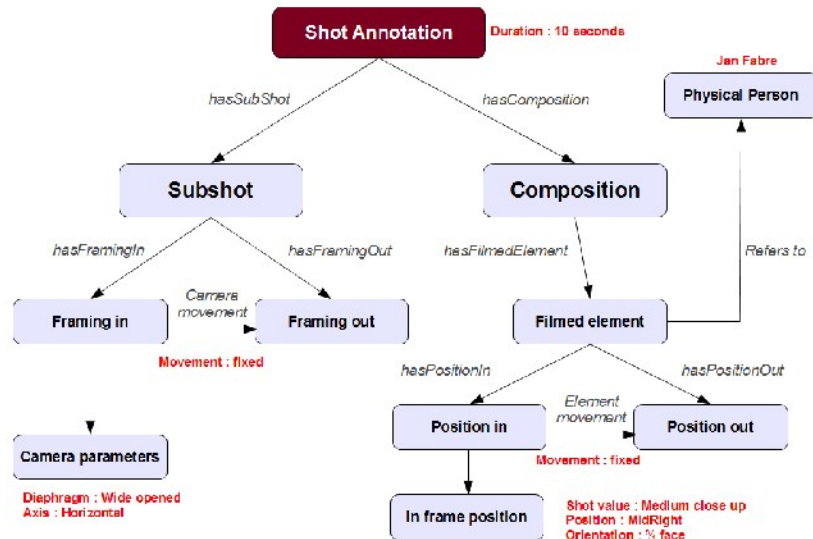 Shot Annotation
Duration : 10 seconds
Jan Fabre
Physical Person
hasSubShot
hasComposition
Subshot
Composition
hasFramingIn
hasFramingOut
hasFilmedElement
Refers to
Camera
movement
Framing in
Framing out
Filmed element
Movement : fixed
hasPositionIn
hasPositionOut
Element
movement
Position in
Position out
Camera parameters
Movement : fixed
Diaphragm : Wide opened
Axis : Horizontal
In frame position
Shot value : Medium close up
Position : MidRight
Orientation : ¾ face